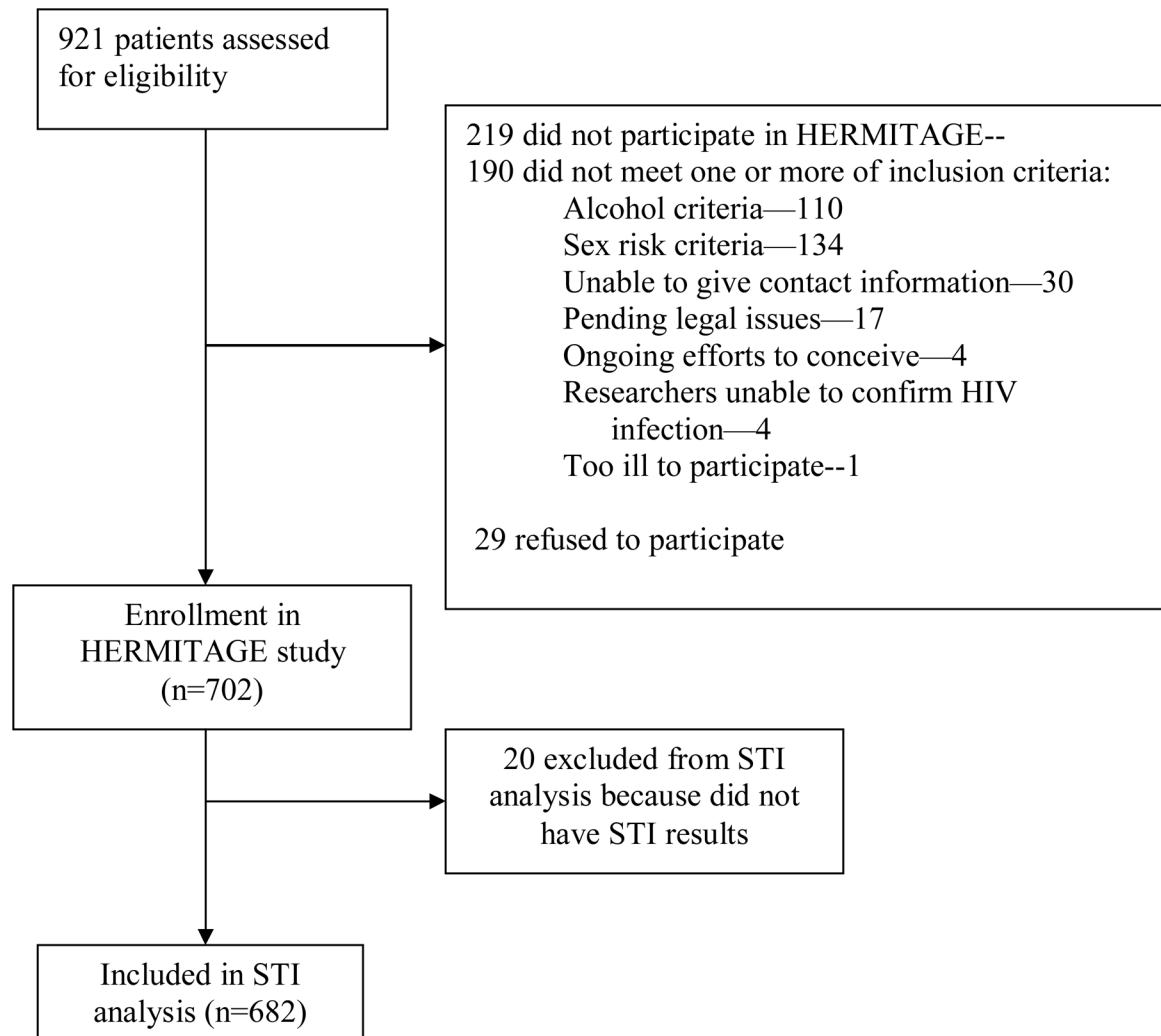 921 patients assessed
for eligibility
219 did not participate in HERMITAGE--
190 did not meet one or more of inclusion criteria:
Alcohol criteria—110
Sex risk criteria—134
Unable to give contact information—30
Pending legal issues—17
Ongoing efforts to conceive—4
Researchers unable to confirm HIV
infection—4
Too ill to participate--1
29 refused to participate
Enrollment in
HERMITAGE study
(n=702)
20 excluded from STI
analysis because did not
have STI results
Included in STI
analysis (n=682)